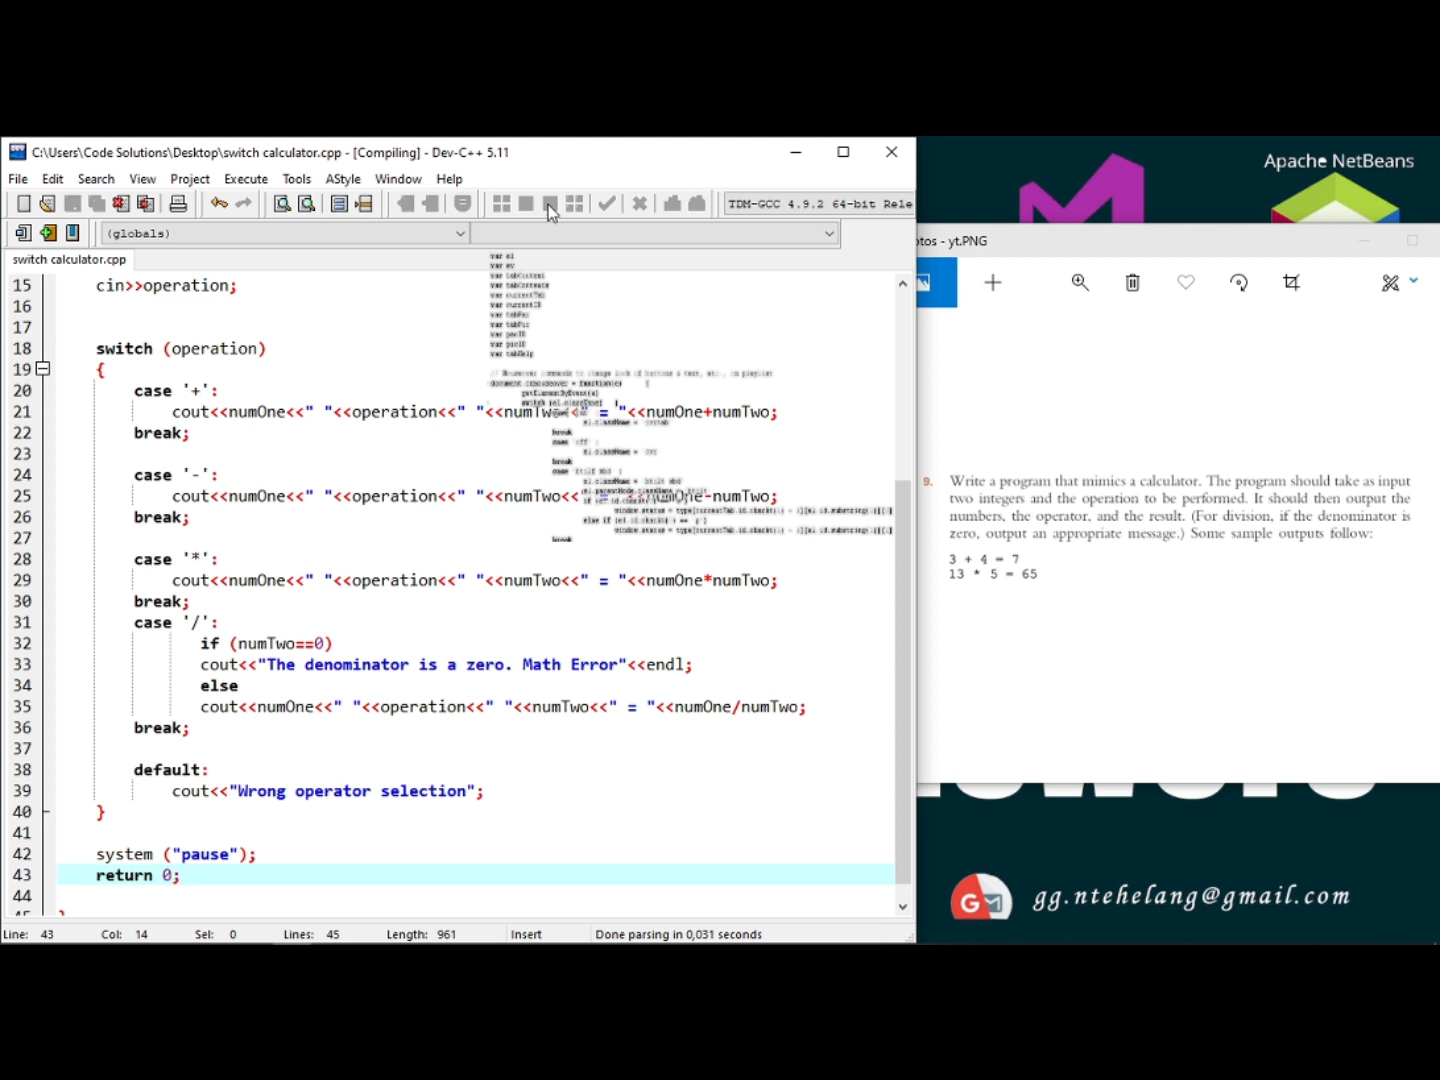 Apache NetBeans
C:\Users\Code Solutions\Desktop\switch calculator.cpp - [Compiling] - Dev-C++ 5.11
File Edit Search View Project Execute Tools AStyle Window Help
TDM-GCC 4.9.2 64-bit Rele
(globals)
switch calculator.cpp
15 cin>>operation;
16
17
18 switch (operation)
19 {
20 case '+':
21 cout<<numOne<<" "<<operation<<" "<<numTwo<<" = "<<numOne+numTwo;
22 break;
23
24 case '-':
25 cout<<numOne<<" "<<operation<<" "<<numTwo<<" = "<<numOne-numTwo;
26 break;
27
28 case '*':
29 cout<<numOne<<" "<<operation<<" "<<numTwo<<" = "<<numOne*numTwo;
30 break;
31 case '/':
32 if (numTwo==0)
33 cout<<"The denominator is a zero. Math Error"<<endl;
34 else
35 cout<<numOne<<" "<<operation<<" "<<numTwo<<" = "<<numOne/numTwo;
36 break;
37
38 default:
39 cout<<"Wrong operator selection";
40 }
41
42 system ("pause");
43 return 0;
44
Line: 43 Col: 14 Sel: 0 Lines: 45 Length: 961 Insert Done parsing in 0,031 seconds
otos - yt.PNG
9. Write a program that mimics a calculator. The program should take as input
two integers and the operation to be performed. It should then output the
numbers, the operator, and the result. (For division, if the denominator is
zero, output an appropriate message.) Some sample outputs follow:
3 + 4 = 7
13 * 5 = 65
gg.ntehelang@gmail.com